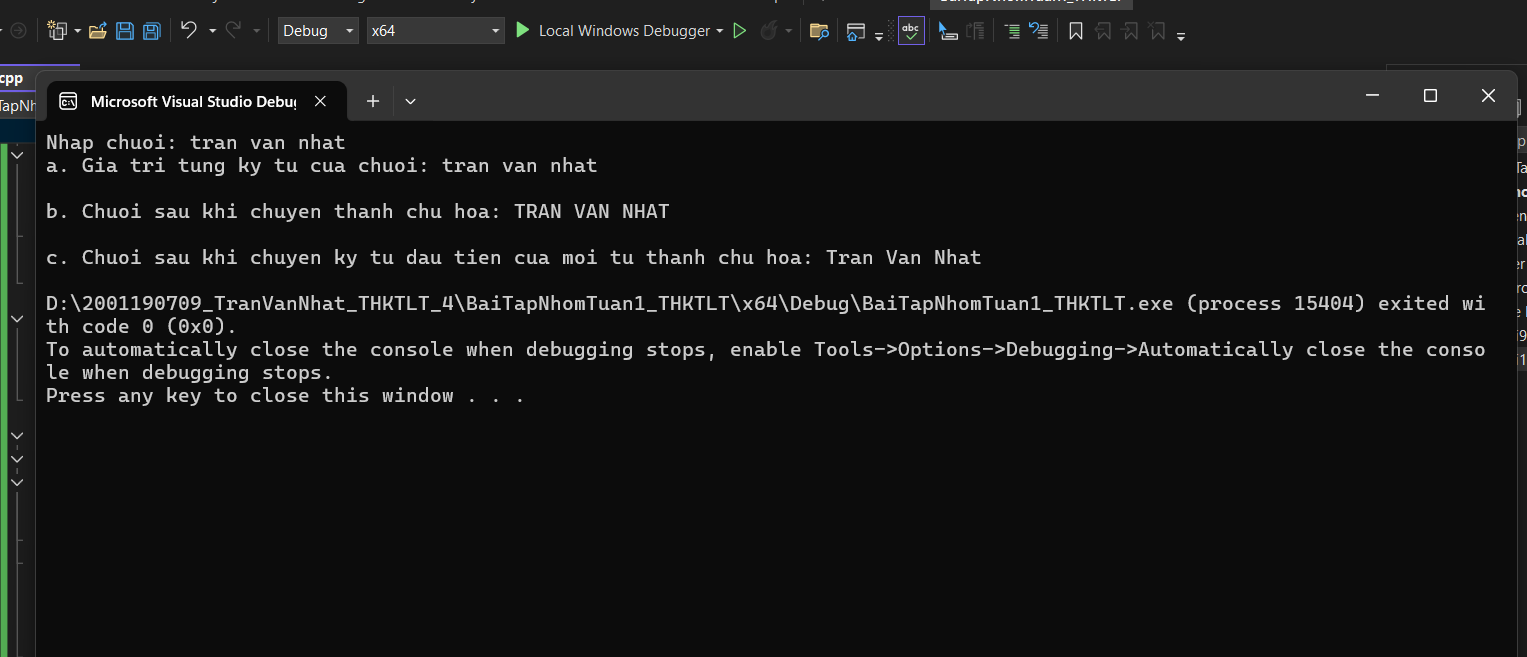 Debug
x64
Local Windows Debugger
abc
cpp
TapNh
Microsoft Visual Studio Debu
Nhap chuoi: tran van nhat
a. Gia tri tung ky tu cua chuoi: tran van nhat
b. Chuoi sau khi chuyen thanh chu hoa: TRAN VAN NHAT
c. Chuoi sau khi chuyen ky tu dau tien cua moi tu thanh chu hoa: Tran Van Nhat
D:\2001190709_TranVanNhat_THKTLT_4\BaiTapNhomTuan1_THKTLT\x64\Debug\BaiTapNhomTuan1_THKTLT.exe (process 15404) exited wi
th code 0 (0x0).
To automatically close the console when debugging stops, enable Tools->Options->Debugging->Automatically close the conso
le when debugging stops.
Press any key to close this window . . .